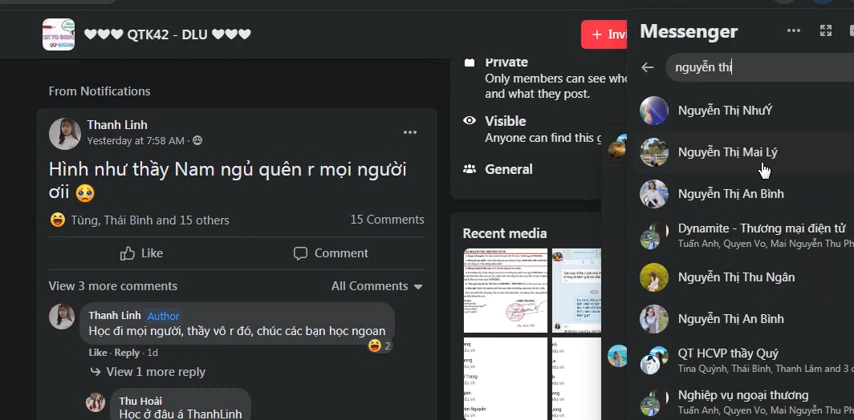 ♥♥♥ QTK42 - DLU ♥♥♥
+ Invi
From Notifications
Thanh Linh
Yesterday at 7:58 AM ·
Hình như thầy Nam ngủ quên r mọi người
ơii 🥺
Tùng, Thái Bình and 15 others
15 Comments
Like
Comment
View 3 more comments
All Comments
Thanh Linh Author
Học đi mọi người, thầy vô r đó, chúc các bạn học ngoan
2
Like · Reply · 1d
View 1 more reply
Thu Hoài
Học ở đâu á ThanhLinh
Private
Only members can see who
and what they post.
Visible
Anyone can find this g
General
Recent media
Messenger
nguyễn thị
Nguyễn Thị NhưÝ
Nguyễn Thị Mai Lý
Nguyễn Thị An Bình
Dynamite - Thương mại điện tử
Tuấn Anh, Quyen Vo, Mai Nguyễn Thu Ph
Nguyễn Thị Thu Ngân
Nguyễn Thị An Bình
QT HCVP thầy Quý
Tina Quỳnh, Thái Bình, Thanh Lâm and 3 c
Nghiệp vụ ngoại thương
Tuấn Anh, Quyen Vo, Mai Nguyễn Thu Ph